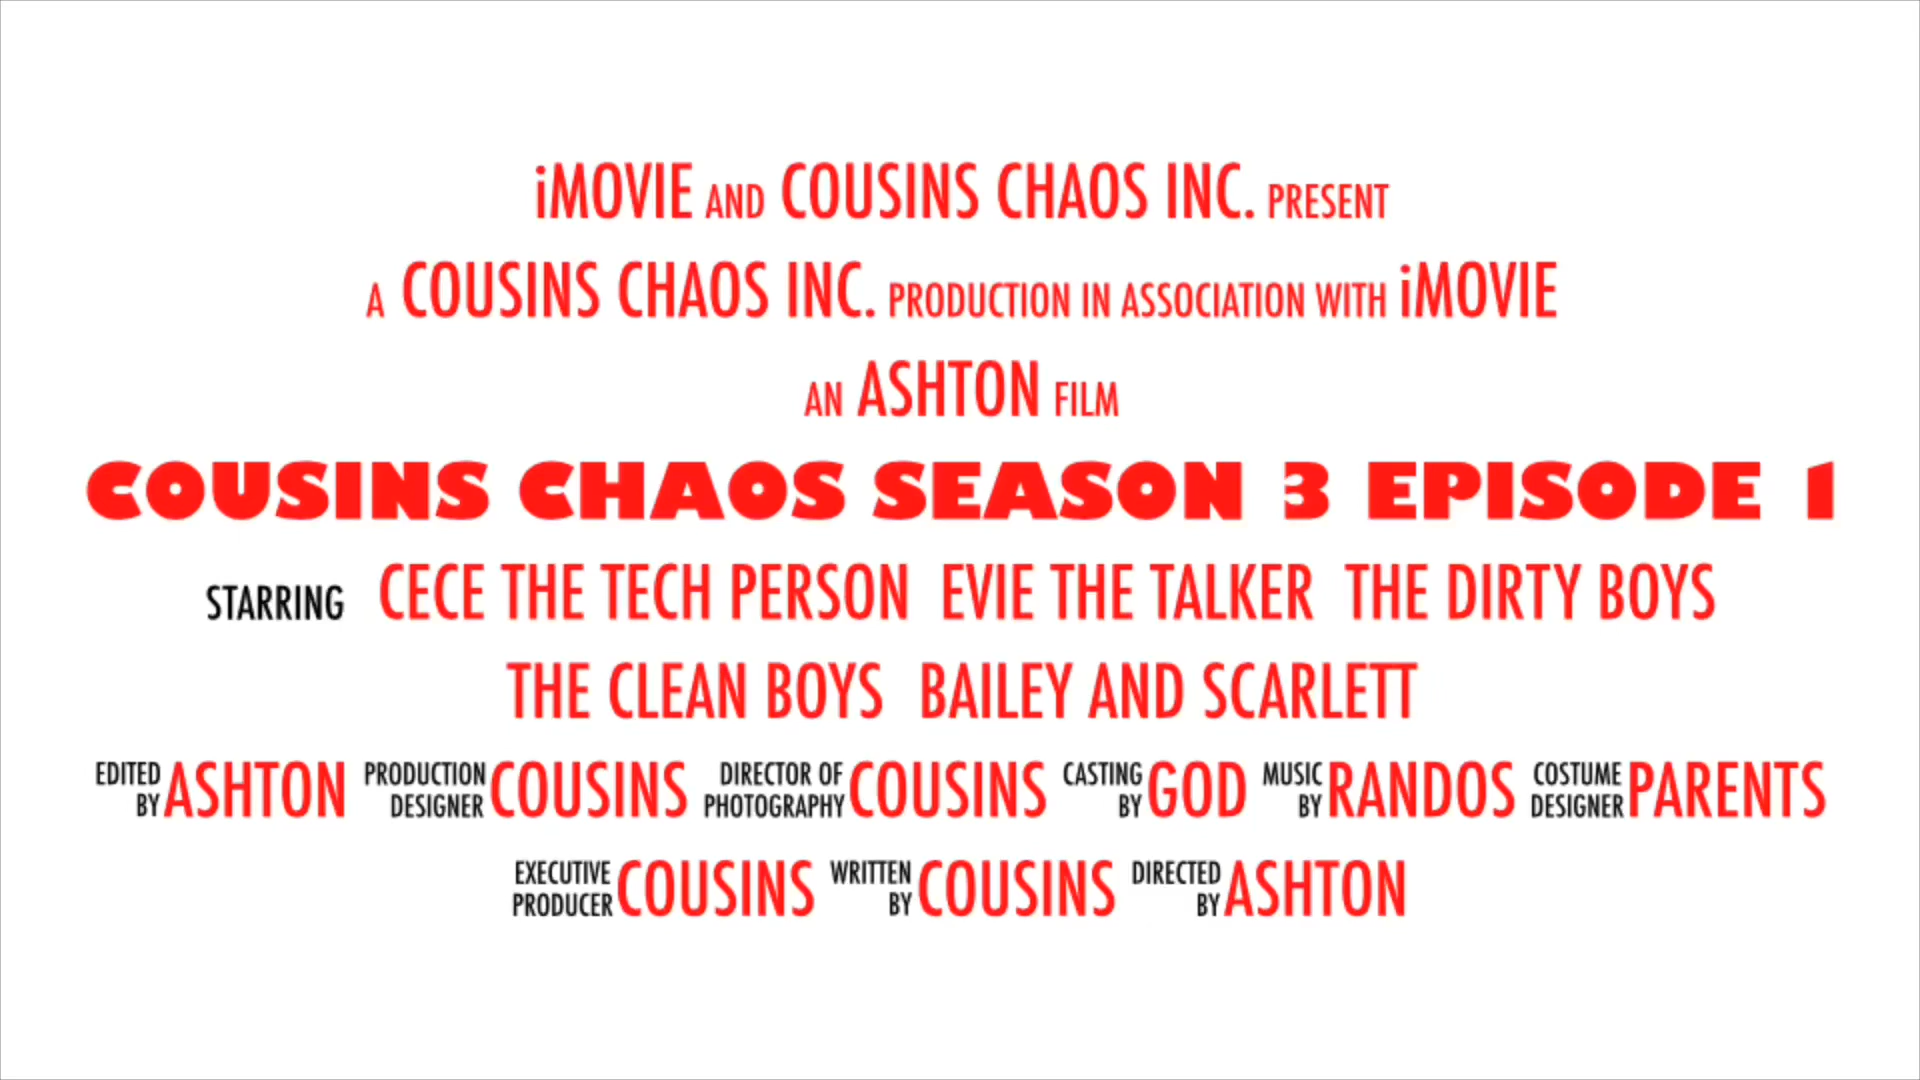 iMOVIE AND COUSINS CHAOS INC. PRESENT
A COUSINS CHAOS INC. PRODUCTION IN ASSOCIATION WITH iMOVIE
AN ASHTON FILM
COUSINS CHAOS SEASON 3 EPISODE 1
STARRING CECE THE TECH PERSON EVIE THE TALKER THE DIRTY BOYS
THE CLEAN BOYS BAILEY AND SCARLETT
EDITED BY ASHTON PRODUCTION DESIGNER COUSINS DIRECTOR OF PHOTOGRAPHY COUSINS CASTING BY GOD MUSIC BY RANDOS COSTUME DESIGNER PARENTS
EXECUTIVE PRODUCER COUSINS WRITTEN BY COUSINS DIRECTED BY ASHTON